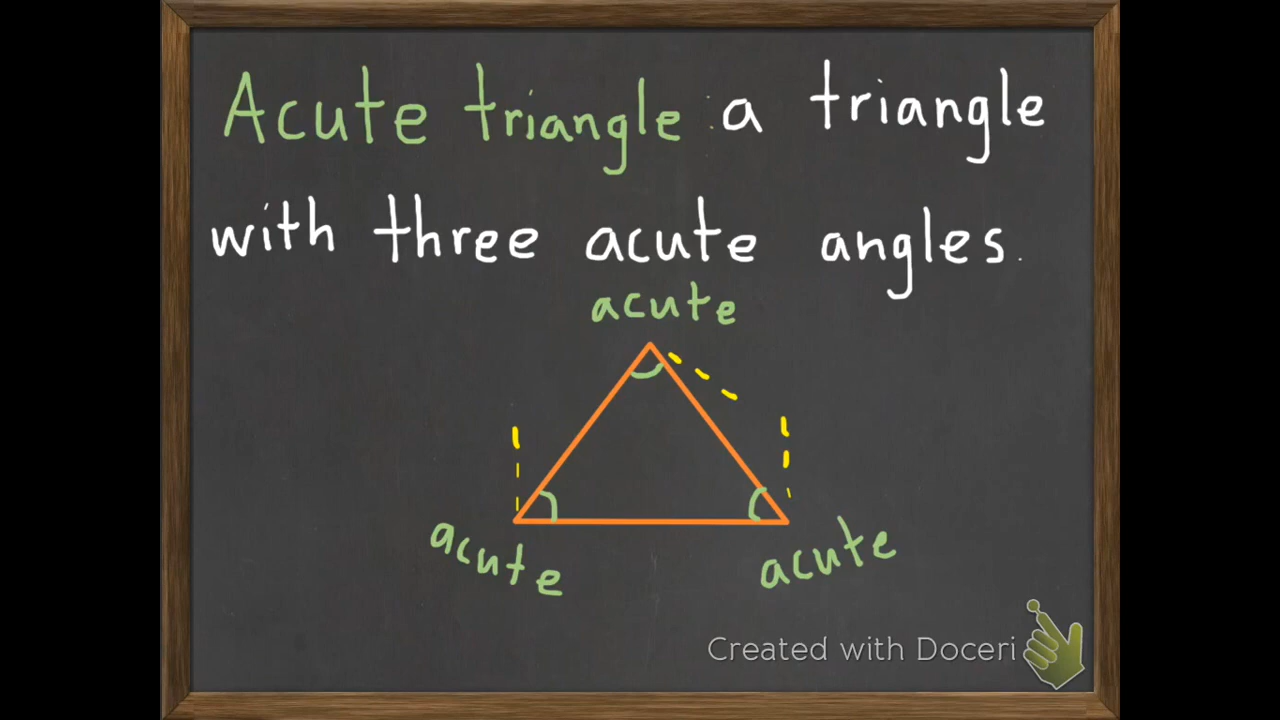 Acute triangle : a triangle
with three acute angles.
acute
acute
acute
Created with Doceri